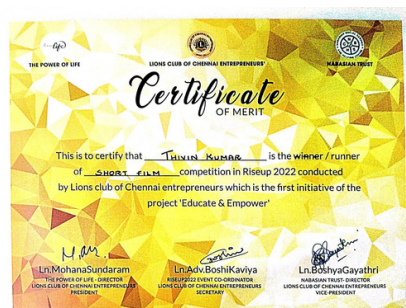 Life
THE POWER OF LIFE
LIONS CLUB OF CHENNAI ENTREPRENEURS'
NABASIAN TRUST
Certificate
OF MERIT
This is to certify that THIVIN KUMAR is the winner / runner
of SHORT FILM competition in Riseup 2022 conducted
by Lions club of Chennai entrepreneurs which is the first initiative of the
project 'Educate & Empower'
Ln.MohanaSundaram
THE POWER OF LIFE - DIRECTOR
LIONS CLUB OF CHENNAI ENTREPRENEURS
PRESIDENT
Ln.Adv.BoshiKaviya
RISEUP2022 EVENT CO-ORDINATOR
LIONS CLUB OF CHENNAI ENTREPRENEURS
SECRETARY
Ln.BoshyaGayathri
NABASIAN TRUST- DIRECTOR
LIONS CLUB OF CHENNAI ENTREPRENEURS
VICE-PRESIDENT